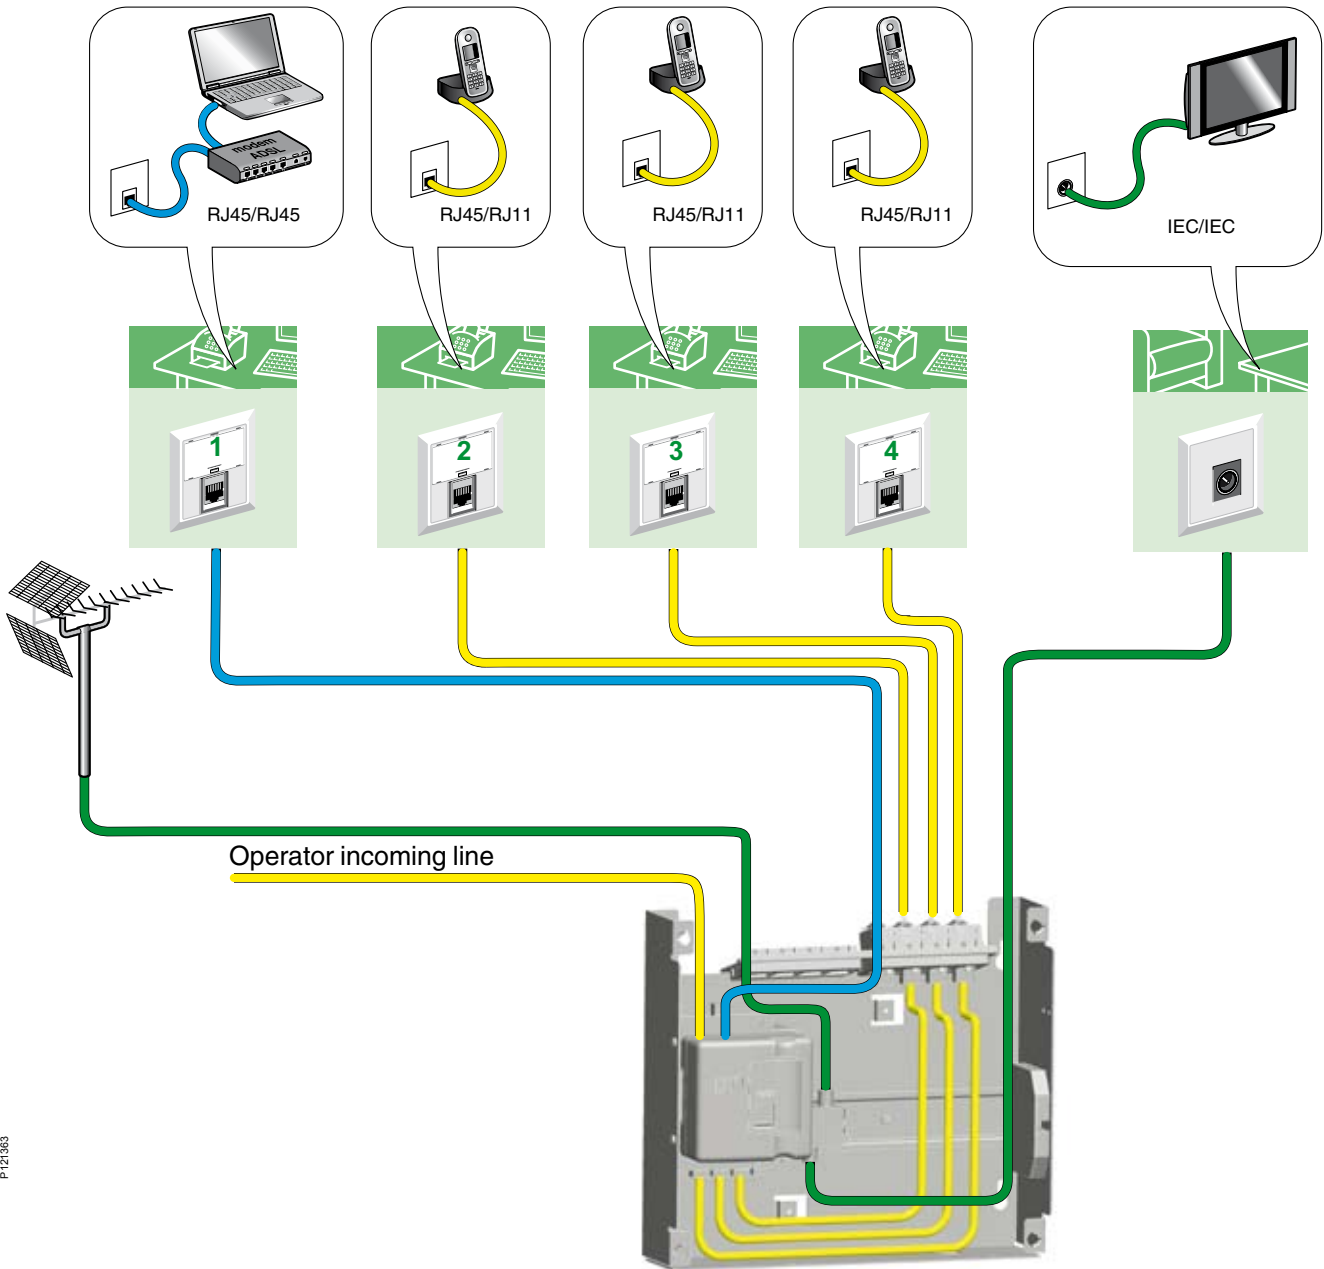 modem
ADSL
RJ45/RJ45
RJ45/RJ11
RJ45/RJ11
RJ45/RJ11
IEC/IEC
1
2
3
4
Operator incoming line
P121363